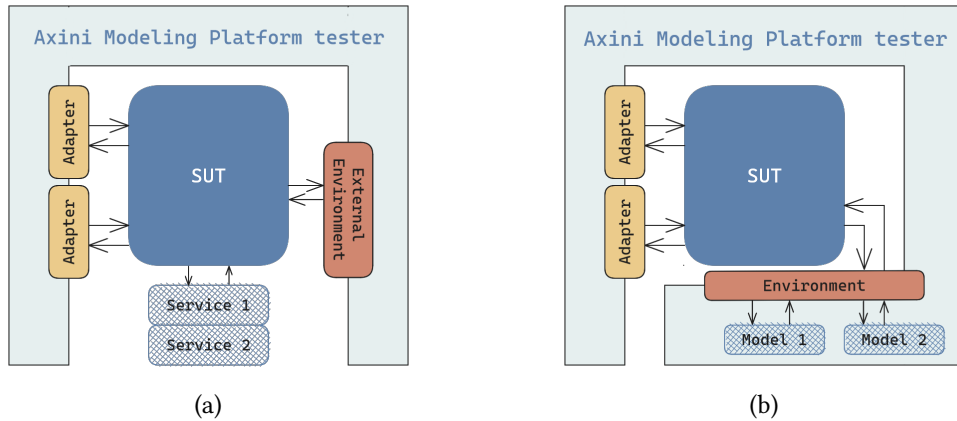 Axini Modeling Platform tester
Adapter
Adapter
SUT
External
Environment
Service 1
Service 2
(a)
Axini Modeling Platform tester
Adapter
Adapter
SUT
Environment
Model 1
Model 2
(b)